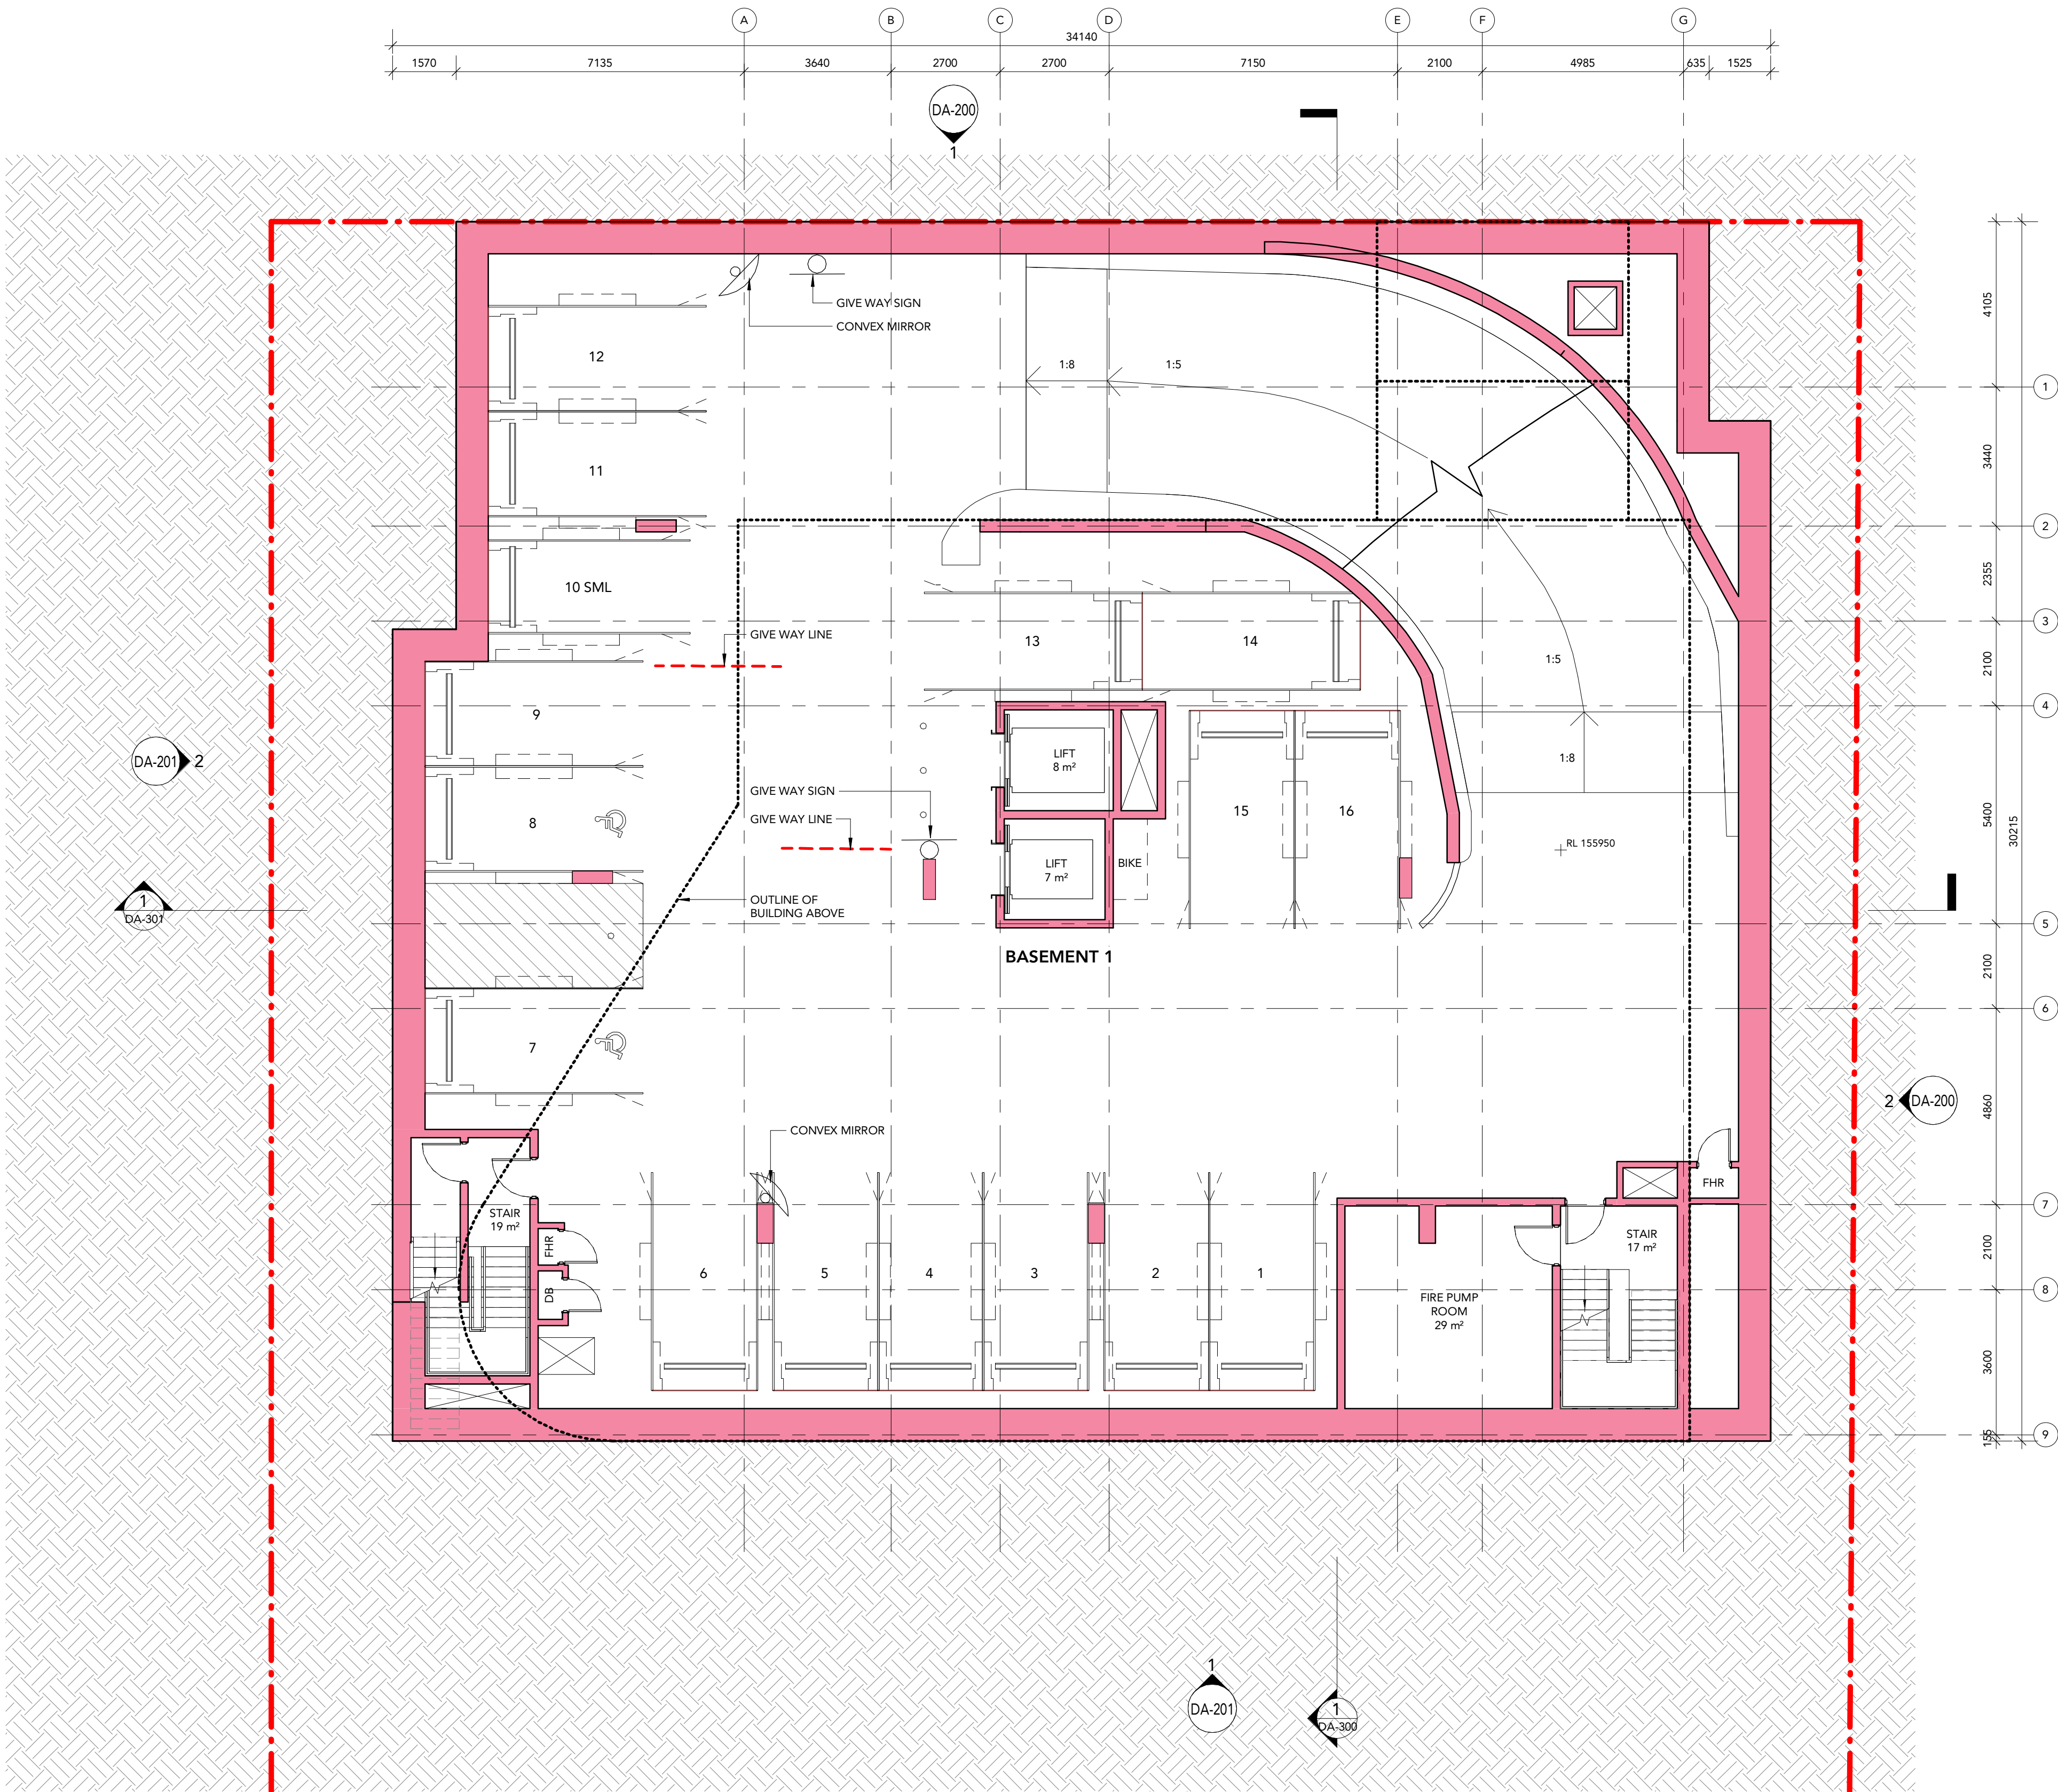 A B C D E F G
34140
1570 7135 3640 2700 2700 7150 2100 4985 635 1525
DA-200
1
GIVE WAY SIGN
CONVEX MIRROR
4105
12
1:8 1:5
1
11
3440
2
10 SML
2355
3
GIVE WAY LINE
13 14
1:5
2100
9
4
LIFT
8 m²
DA-201 2
1:8
GIVE WAY SIGN
GIVE WAY LINE
15 16
5400
30215
8
RL 155950
LIFT
7 m²
BIKE
OUTLINE OF
BUILDING ABOVE
1
DA-301
5
BASEMENT 1
2100
6
7
2 DA-200
4860
CONVEX MIRROR
FHR
7
STAIR
19 m²
FHR
STAIR
17 m²
2100
6 5 4 3 2 1
DB
8
FIRE PUMP
ROOM
29 m²
3600
155
9
1
DA-201
1
DA-300